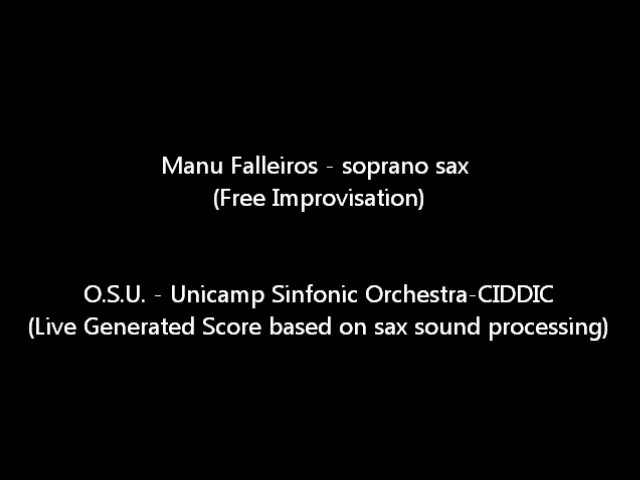 Manu Falleiros - soprano sax
(Free Improvisation)
O.S.U. - Unicamp Sinfonic Orchestra-CIDDIC
(Live Generated Score based on sax sound processing)